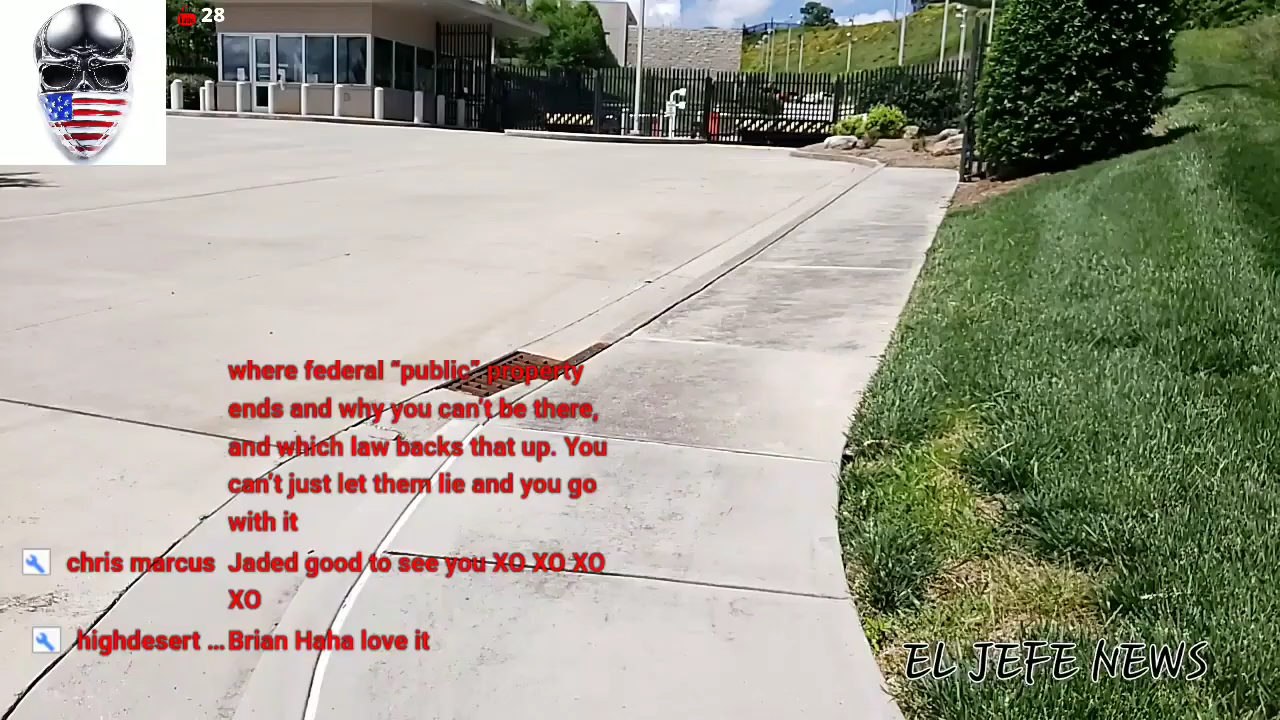 28
where federal “public” property
ends and why you can't be there,
and which law backs that up. You
can't just let them lie and you go
with it
chris marcus Jaded good to see you XO XO XO
XO
highdesert ... Brian Haha love it
EL JEFE NEWS